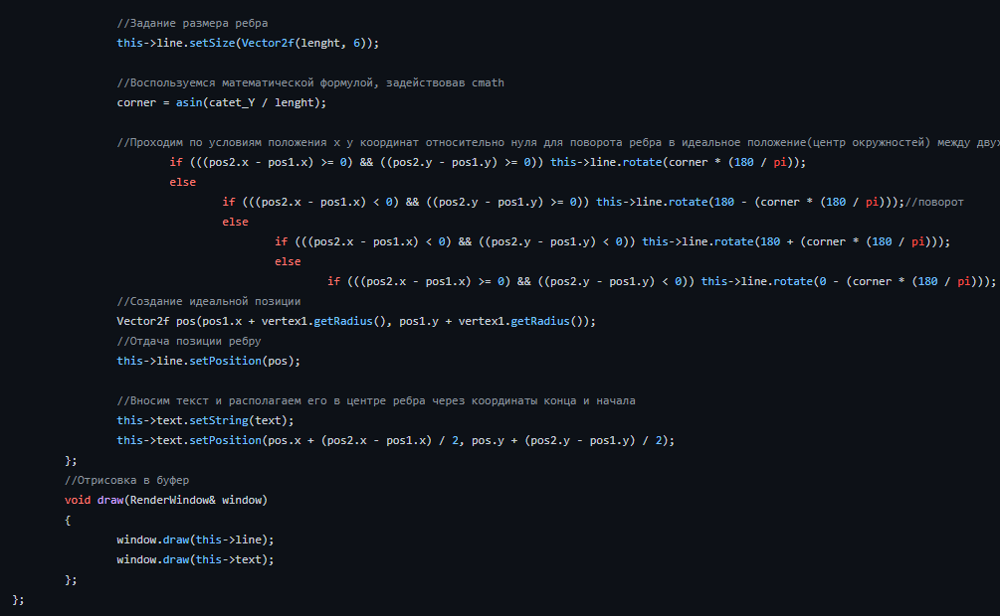 //Задание размера ребра
this->line.setSize(Vector2f(lenght, 6));
//Воспользуемся математической формулой, задействовав cmath
corner = asin(catet_Y / lenght);
//Проходим по условиям положения x y координат относительно нуля для поворота ребра в идеальное положение(центр окружностей) между
if (((pos2.x - pos1.x) >= 0) && ((pos2.y - pos1.y) >= 0)) this->line.rotate(corner * (180 / pi));
else
if (((pos2.x - pos1.x) < 0) && ((pos2.y - pos1.y) >= 0)) this->line.rotate(180 - (corner * (180 / pi)));//поворот
else
if (((pos2.x - pos1.x) < 0) && ((pos2.y - pos1.y) < 0)) this->line.rotate(180 + (corner * (180 / pi)));
else
if (((pos2.x - pos1.x) >= 0) && ((pos2.y - pos1.y) < 0)) this->line.rotate(0 - (corner * (180 / pi)));
//Создание идеальной позиции
Vector2f pos(pos1.x + vertex1.getRadius(), pos1.y + vertex1.getRadius());
//Отдача позиции ребру
this->line.setPosition(pos);
//Вносим текст и располагаем его в центре ребра через координаты конца и начала
this->text.setString(text);
this->text.setPosition(pos.x + (pos2.x - pos1.x) / 2, pos.y + (pos2.y - pos1.y) / 2);
};
//Отрисовка в буфер
void draw(RenderWindow& window)
{
window.draw(this->line);
window.draw(this->text);
};
};